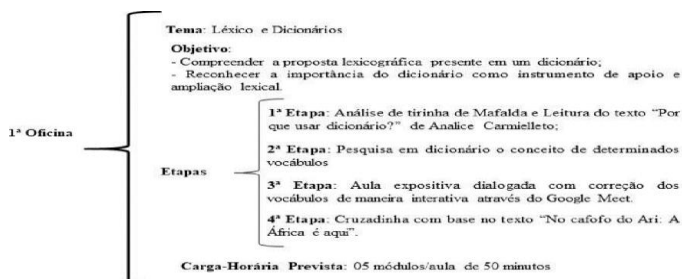 Tema: Léxico e Dicionários
Objetivo:
- Compreender a proposta lexicográfica presente em um dicionário;
- Reconhecer a importância do dicionário como instrumento de apoio e
ampliação lexical.
1ª Oficina
Etapas
1ª Etapa: Análise de tirinha de Mafalda e Leitura do texto “Por
que usar dicionário?” de Analice Carmielleto;
2ª Etapa: Pesquisa em dicionário o conceito de determinados
vocábulos
3ª Etapa: Aula expositiva dialogada com correção dos
vocábulos de maneira interativa através do Google Meet.
4ª Etapa: Cruzadinha com base no texto “No cafofo do Ari: A
África é aqui”.
Carga-Horária Prevista: 05 módulos/aula de 50 minutos